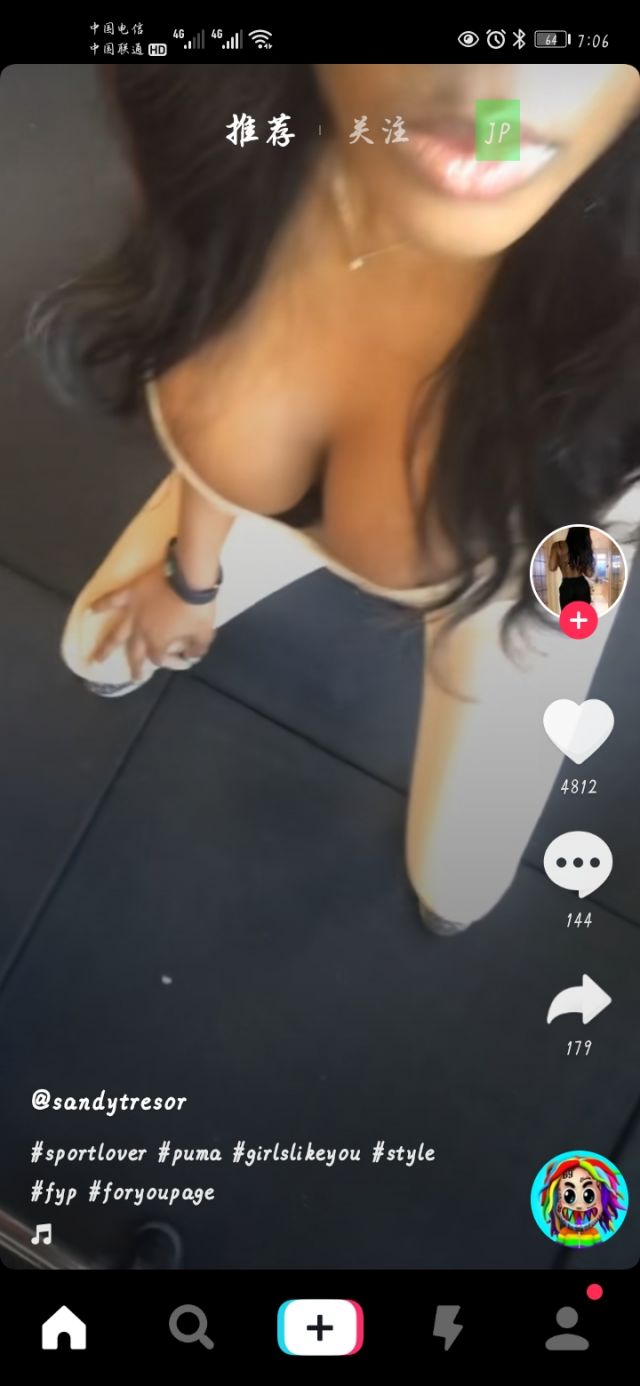 中国电信
中国联通 HD
4G 4G
64 7:06
推荐 关注 JP
4812
144
179
@sandytresor
#sportlover #puma #girlslikeyou #style
#fyp #foryoupage